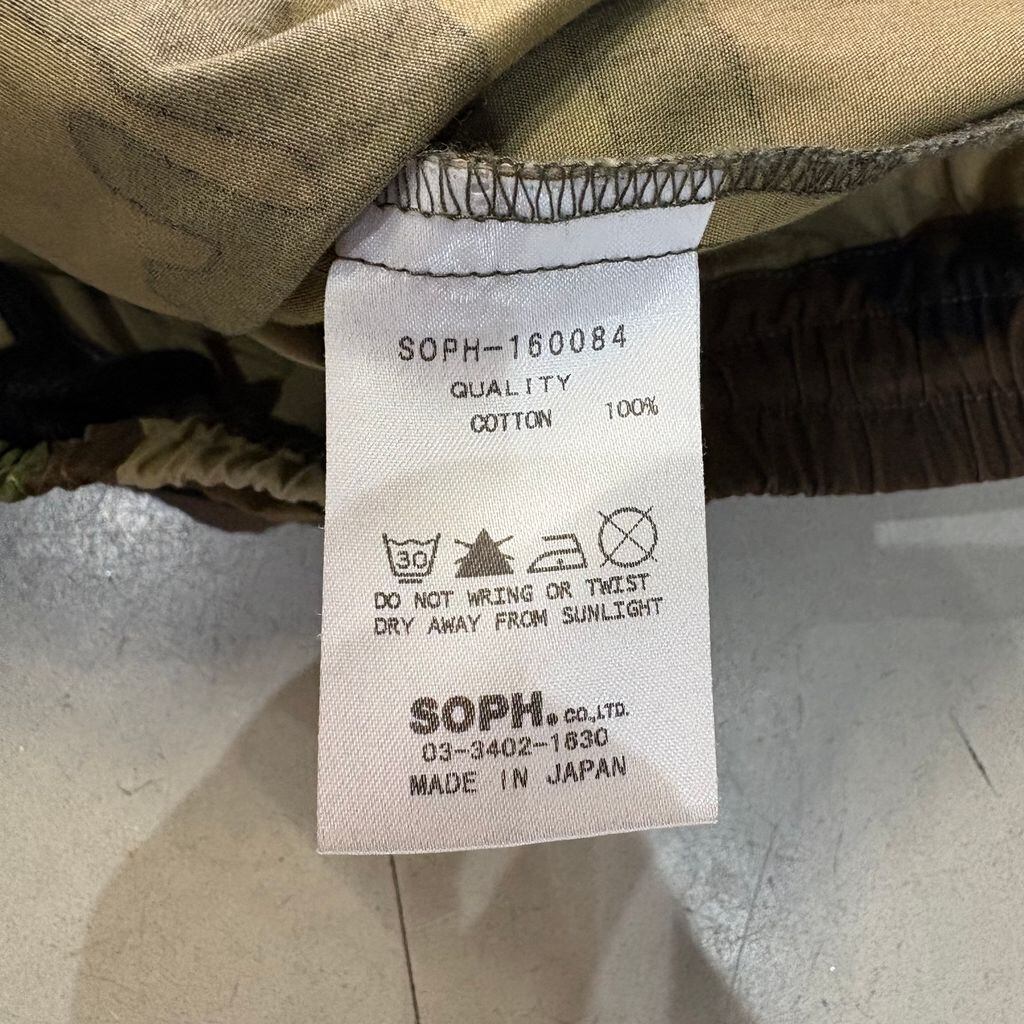 SOPH-160084
QUALITY
COTTON 100%
30
DO NOT WRING OR TWIST
DRY AWAY FROM SUNLIGHT
SOPH. CO.,LTD.
03-3402-1630
MADE IN JAPAN